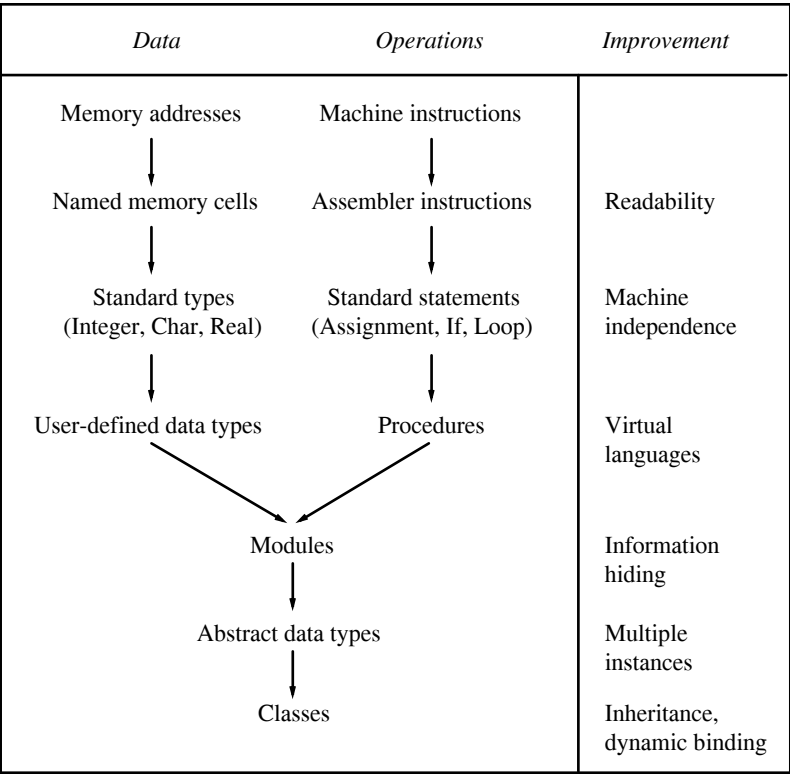 Data Operations Improvement
Memory addresses Machine instructions
Named memory cells Assembler instructions Readability
Standard types Standard statements Machine
(Integer, Char, Real) (Assignment, If, Loop) independence
User-defined data types Procedures Virtual
languages
Modules Information
hiding
Abstract data types Multiple
instances
Classes Inheritance,
dynamic binding